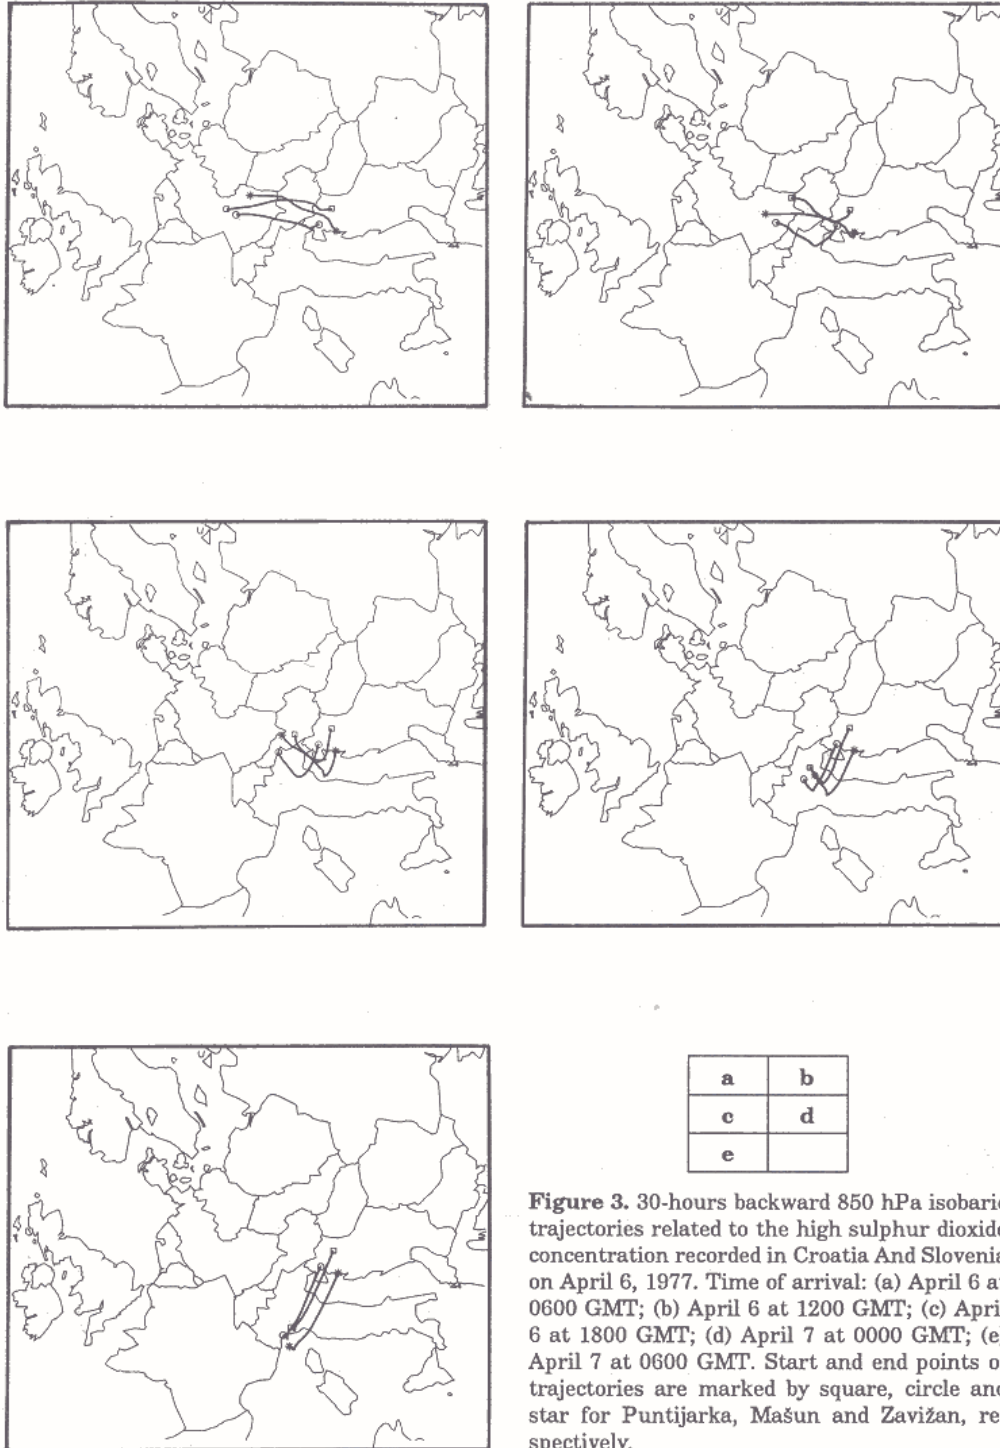 a b
c d
e
Figure 3. 30-hours backward 850 hPa isobaric
trajectories related to the high sulphur dioxide
concentration recorded in Croatia And Slovenia
on April 6, 1977. Time of arrival: (a) April 6 at
0600 GMT; (b) April 6 at 1200 GMT; (c) April
6 at 1800 GMT; (d) April 7 at 0000 GMT; (e)
April 7 at 0600 GMT. Start and end points of
trajectories are marked by square, circle and
star for Puntijarka, Mašun and Zavižan, re-
spectively.